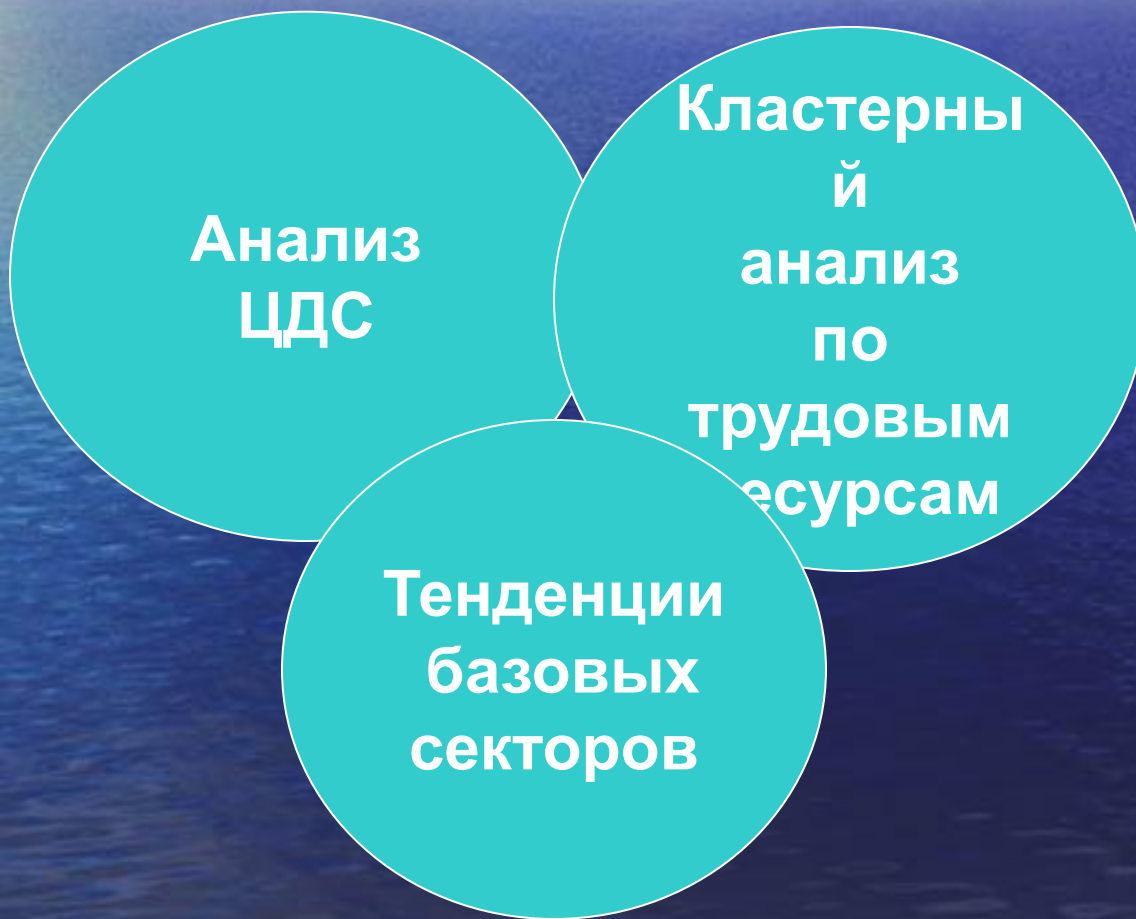 Анализ
ЦДС
Кластерны
й
анализ
по
трудовым
есурсам
Тенденции
базовых
секторов